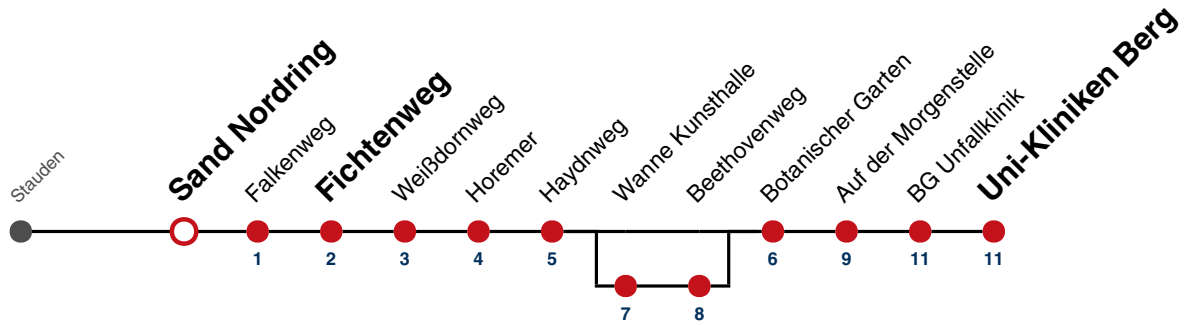 Stauden
Sand Nordring
Falkenweg
Fichtenweg
Weißdornweg
Horemer
Haydnweg
Wanne Kunsthalle
Beethovenweg
Botanischer Garten
Auf der Morgenstelle
BG Unfallklinik
Uni-Kliniken Berg
1 2 3 4 5 6 9 11 11
7 8